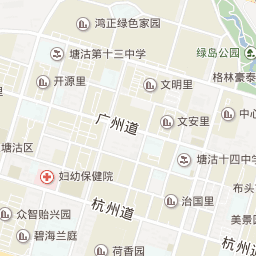 鸿正绿色家园
塘沽第十三中学
绿岛公园
格林豪泰
开源里
文明里
广州道
文安里
中心
塘沽区
塘沽十四中学
妇幼保健院
布头
杭州道
治国里
众智贻兴园
美景园
碧海兰庭
杭州道
荷香园